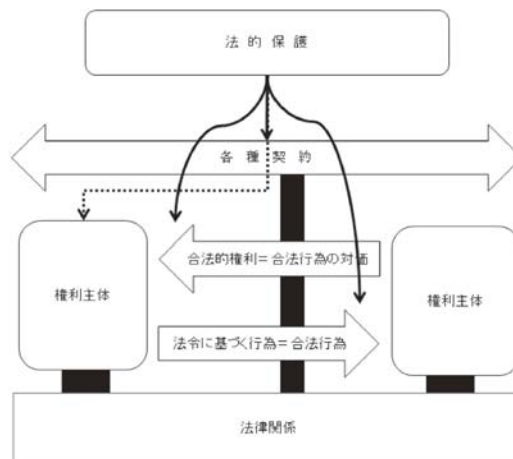 法的保護
各種契約
合法的権利=合法行為の対価
権利主体
権利主体
法令に基づく行為=合法行為
法律関係